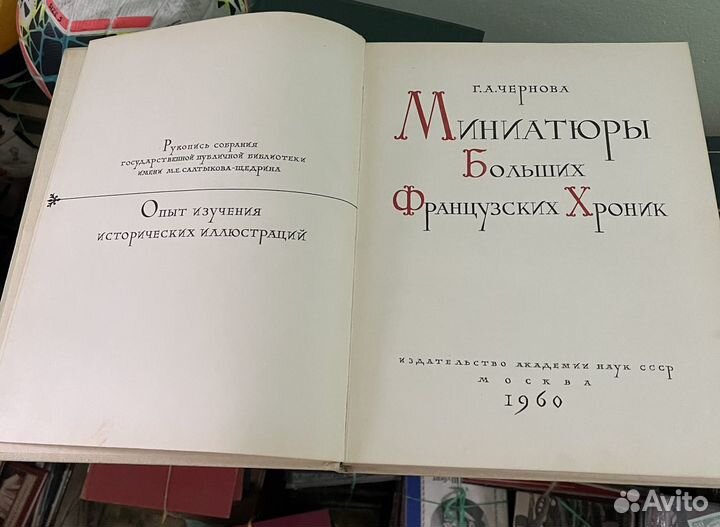 Рукопись собрания
государственной публичной библиотеки
имени М.Е.Салтыкова-Щедрина
Опыт изучения
исторических иллюстраций
Г.А.Чернова
Миниатюры
Больших
Французских Хроник
Издательство Академии наук СССР
Москва
1960
Avito